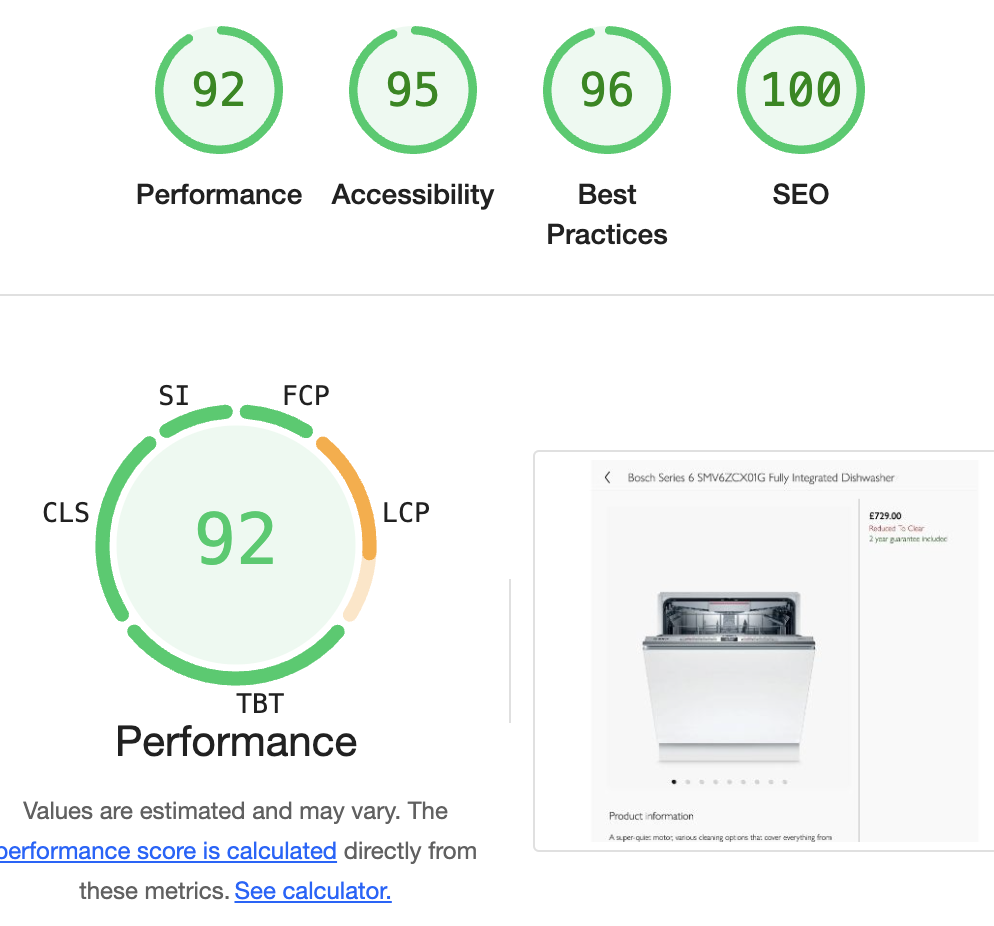 92
95
96
100
Performance
Accessibility
Best
Practices
SEO
SI
FCP
CLS
LCP
92
TBT
Performance
Values are estimated and may vary. The
performance score is calculated directly from
these metrics. See calculator.
Bosch Series 6 SMV6ZCX01G Fully Integrated Dishwasher
£729.00
Reduced To Clear
2 year guarantee included
Product information
A super-quiet motor, various cleaning options that cover everything from